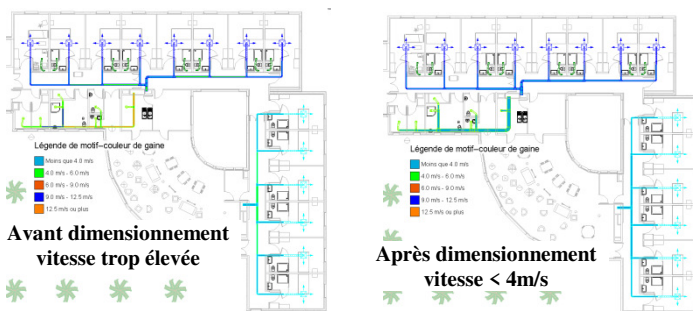 Légende de motif-couleur de gaine
Moins que 4.0 m/s
4.0 m/s - 6.0 m/s
6.0 m/s - 9.0 m/s
9.0 m/s - 12.5 m/s
12.5 m/s ou plus
Avant dimensionnement
vitesse trop élevée
Légende de motif-couleur de gaine
Moins que 4.0 m/s
4.0 m/s - 6.0 m/s
6.0 m/s - 9.0 m/s
9.0 m/s - 12.5 m/s
12.5 m/s ou plus
Après dimensionnement
vitesse < 4m/s